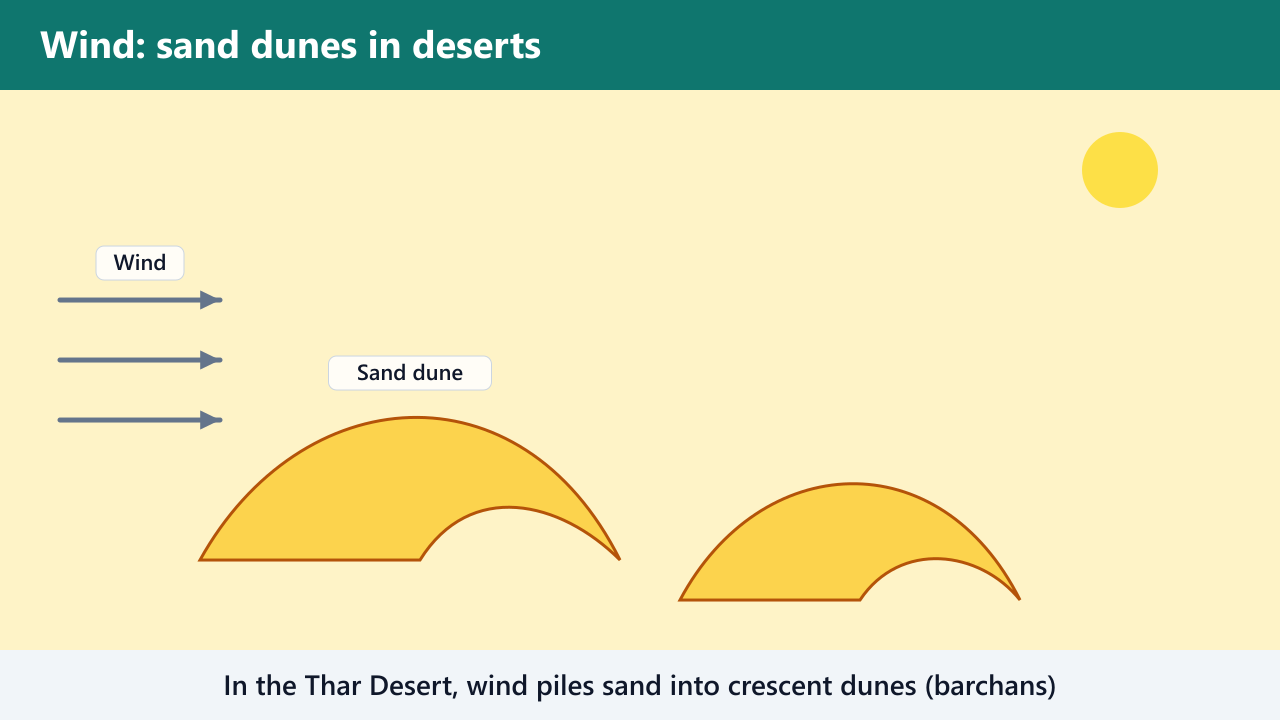 Wind: sand dunes in deserts
Wind
Sand dune
In the Thar Desert, wind piles sand into crescent dunes (barchans)